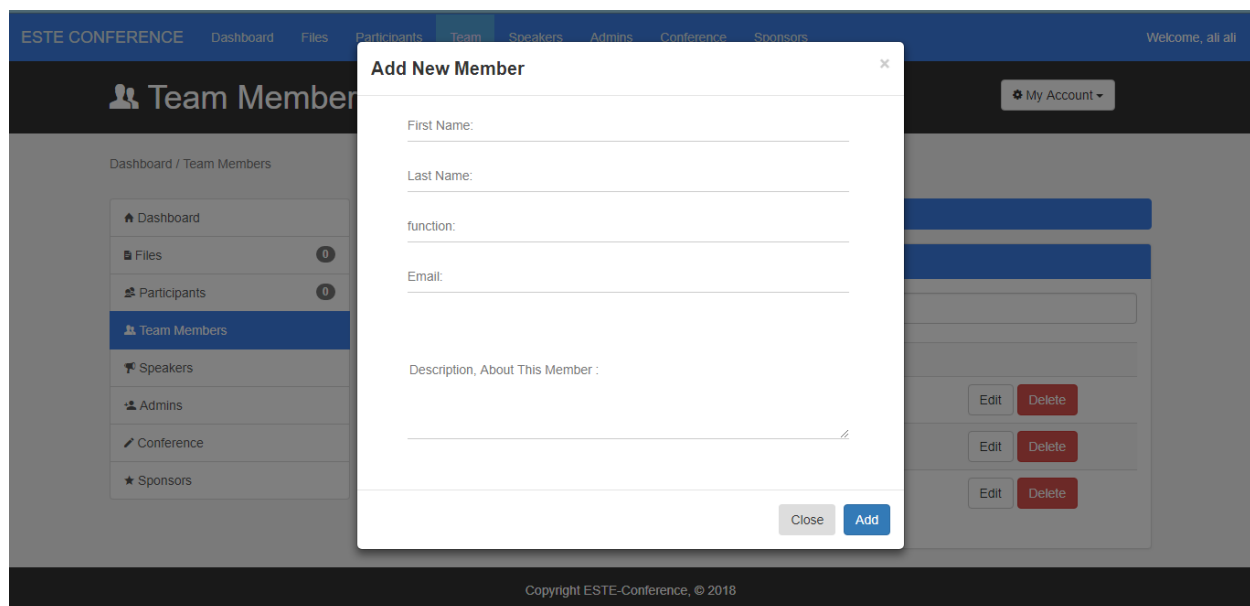 ESTE CONFERENCE Dashboard Files Participants Team Speakers Admins Conference Sponsors Welcome, ali ali
Team Member
My Account
Dashboard / Team Members
Dashboard
Files 0
Participants 0
Team Members
Speakers
Admins
Conference
Sponsors
Add New Member ×
First Name:
Last Name:
function:
Email:
Description, About This Member :
Close Add
Edit Delete
Edit Delete
Edit Delete
Copyright ESTE-Conference, © 2018